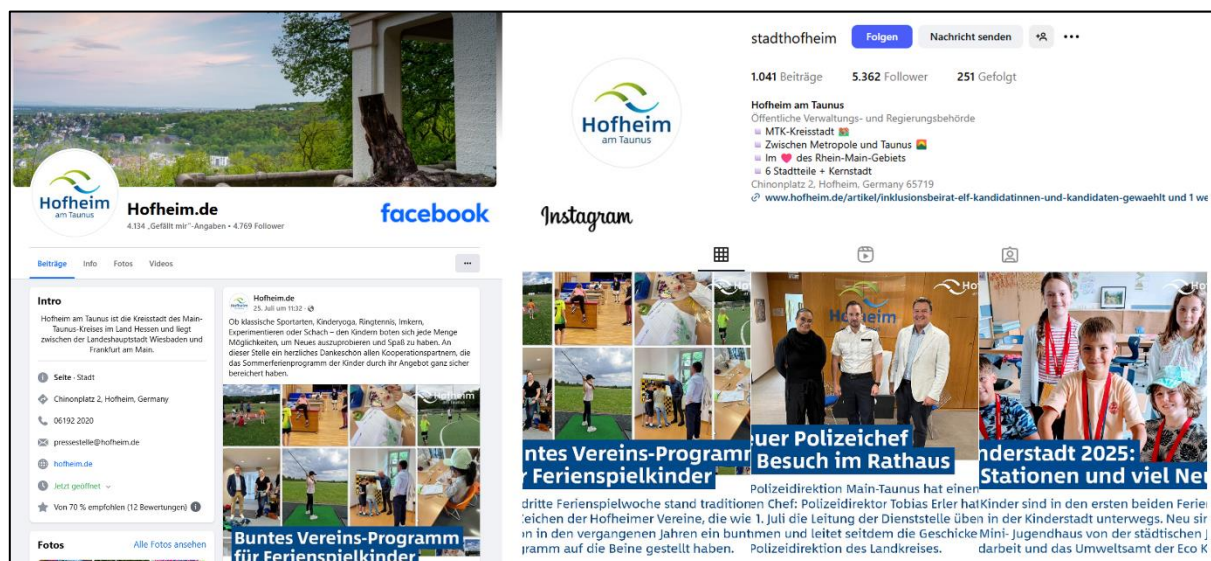 Hofheim
am Taunus
Hofheim.de
4.134 „Gefällt mir"-Angaben • 4.769 Follower
facebook
Beiträge Info Fotos Videos
Intro
Hofheim am Taunus ist die Kreisstadt des Main-
Taunus-Kreises im Land Hessen und liegt
zwischen der Landeshauptstadt Wiesbaden und
Frankfurt am Main.
Seite · Stadt
Chinonplatz 2, Hofheim, Germany
06192 2020
pressestelle@hofheim.de
hofheim.de
Jetzt geöffnet
Von 70 % empfohlen (12 Bewertungen)
Fotos
Alle Fotos ansehen
Hofheim.de
25. Juli um 11:32
Ob klassische Sportarten, Kinderyoga, Ringtennis, Imkern,
Experimentieren oder Schach – den Kindern boten sich jede Menge
Möglichkeiten, um Neues auszuprobieren und Spaß zu haben. An
dieser Stelle ein herzliches Dankeschön allen Kooperationspartnern, die
das Sommerferienprogramm der Kinder durch ihr Angebot ganz sicher
bereichert haben.
Hofheim
am Taunus
Buntes Vereins-Programm
für Ferienspielkinder
stadthofheim
Folgen
Nachricht senden
1.041 Beiträge 5.362 Follower 251 Gefolgt
Hofheim
am Taunus
Hofheim am Taunus
Öffentliche Verwaltungs- und Regierungsbehörde
MTK-Kreisstadt
Zwischen Metropole und Taunus
Im ❤ des Rhein-Main-Gebiets
6 Stadtteile + Kernstadt
Chinonplatz 2, Hofheim, Germany 65719
www.hofheim.de/artikel/inklusionsbeirat-elf-kandidatinnen-und-kandidaten-gewaehlt und 1 we
Instagram
ntes Vereins-Programm
r Ferienspielkinder
dritte Ferienspielwoche stand tradition
eichen der Hofheimer Vereine, die wie
on in den vergangenen Jahren ein bunt
gramm auf die Beine gestellt haben.
Hofheim
Ho
euer Polizeichef
Besuch im Rathaus
Polizeidirektion Main-Taunus hat einen
en Chef: Polizeidirektor Tobias Erler hat
1. Juli die Leitung der Dienststelle über
men und leitet seitdem die Geschicke
Polizeidirektion des Landkreises.
Ho
nderstadt 2025:
Stationen und viel Neu
Kinder sind in den ersten beiden Ferie
n in der Kinderstadt unterwegs. Neu sin
Mini- Jugendhaus von der städtischen J
darbeit und das Umweltsamt der Eco K